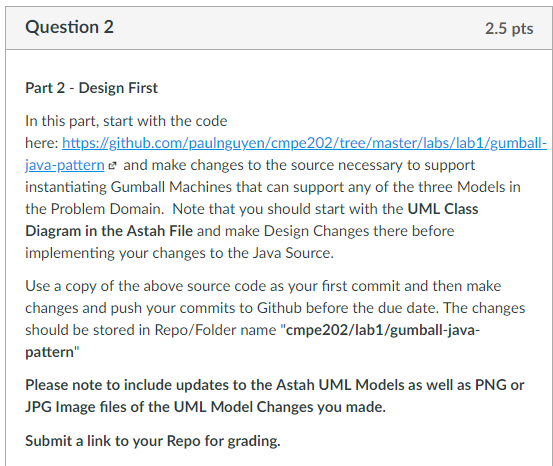 Question 2
2.5 pts
Part 2 - Design First
In this part, start with the code
here: https://github.com/paulnguyen/cmpe202/tree/master/labs/lab1/gumball-
java-pattern and make changes to the source necessary to support
instantiating Gumball Machines that can support any of the three Models in
the Problem Domain. Note that you should start with the UML Class
Diagram in the Astah File and make Design Changes there before
implementing your changes to the Java Source.
Use a copy of the above source code as your first commit and then make
changes and push your commits to Github before the due date. The changes
should be stored in Repo/Folder name "cmpe202/lab1/gumball-java-
pattern"
Please note to include updates to the Astah UML Models as well as PNG or
JPG Image files of the UML Model Changes you made.
Submit a link to your Repo for grading.